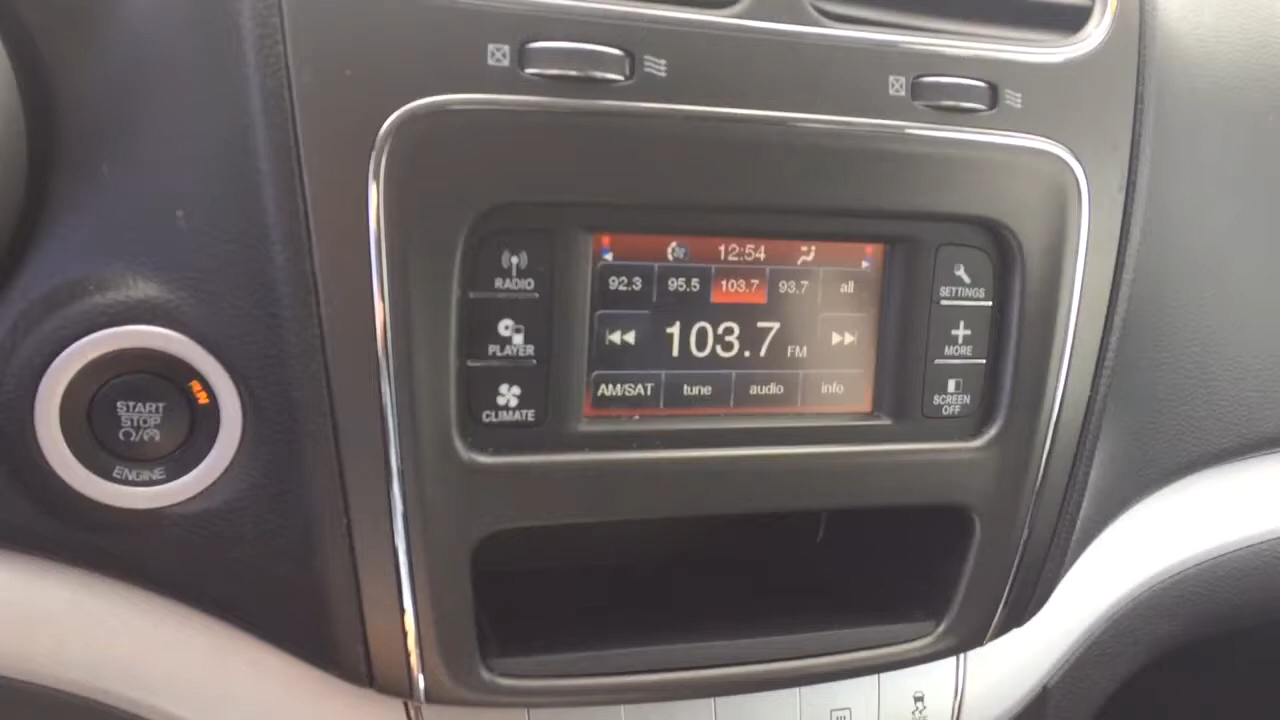 12:54
92.3 95.5 103.7 93.7 all
103.7 FM
AM/SAT tune audio info
RADIO
PLAYER
CLIMATE
SETTINGS
MORE
SCREEN
OFF
RUN
START
STOP
ENGINE